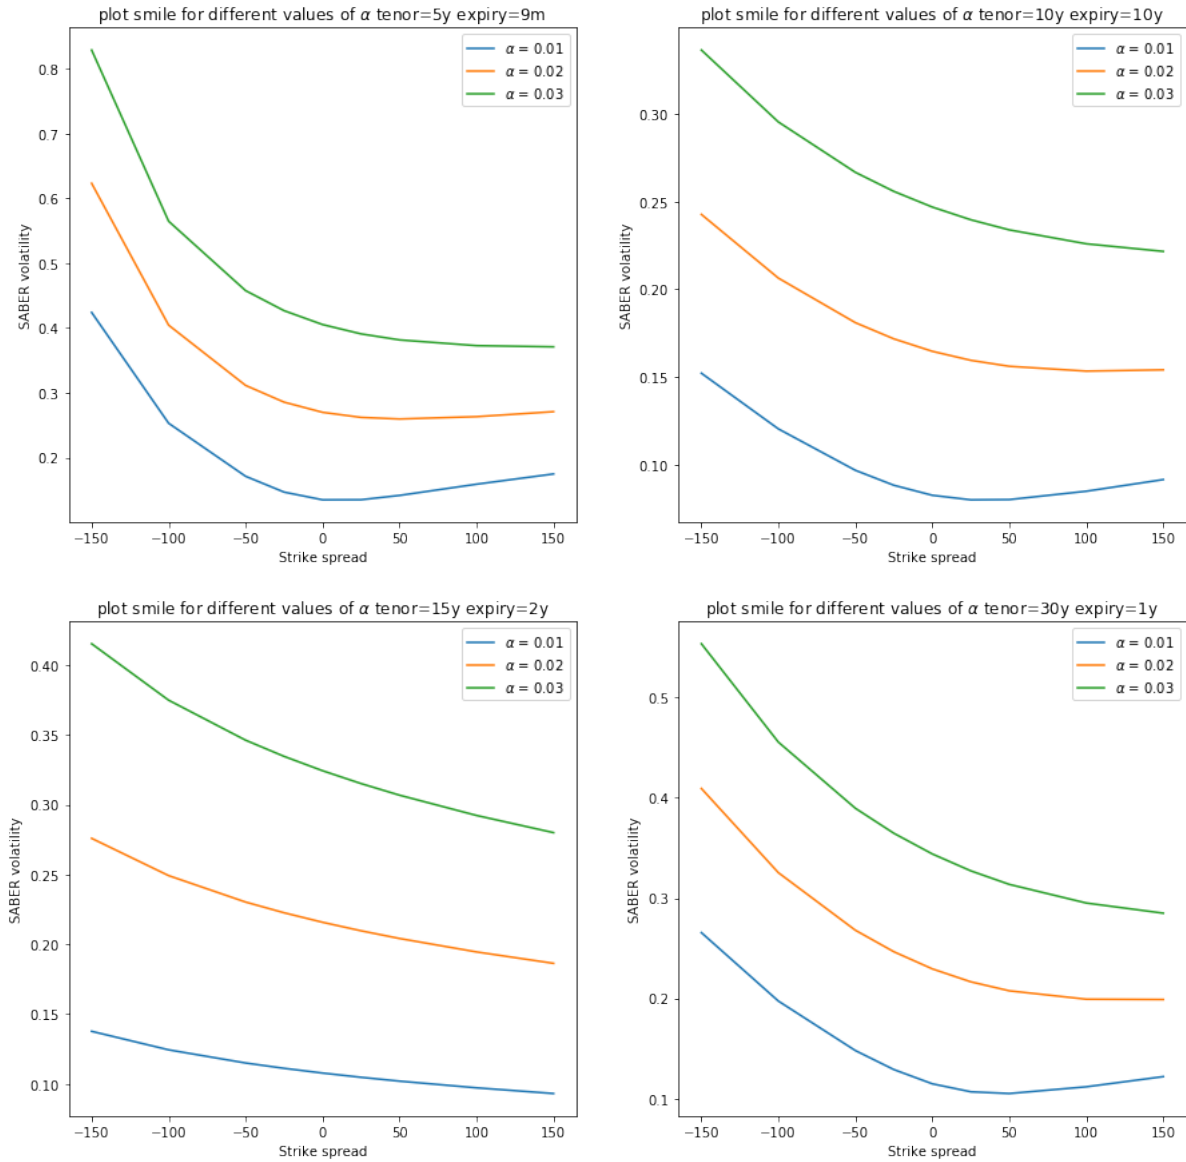 plot smile for different values of α tenor=5y expiry=9m
α = 0.01
α = 0.02
α = 0.03
0.8
0.7
0.6
0.5
0.4
0.3
0.2
SABER volatility
−150 −100 −50 0 50 100 150
Strike spread
plot smile for different values of α tenor=10y expiry=10y
α = 0.01
α = 0.02
α = 0.03
0.30
0.25
0.20
0.15
0.10
SABER volatility
−150 −100 −50 0 50 100 150
Strike spread
plot smile for different values of α tenor=15y expiry=2y
α = 0.01
α = 0.02
α = 0.03
0.40
0.35
0.30
0.25
0.20
0.15
0.10
SABER volatility
−150 −100 −50 0 50 100 150
Strike spread
plot smile for different values of α tenor=30y expiry=1y
α = 0.01
α = 0.02
α = 0.03
0.5
0.4
0.3
0.2
0.1
SABER volatility
−150 −100 −50 0 50 100 150
Strike spread